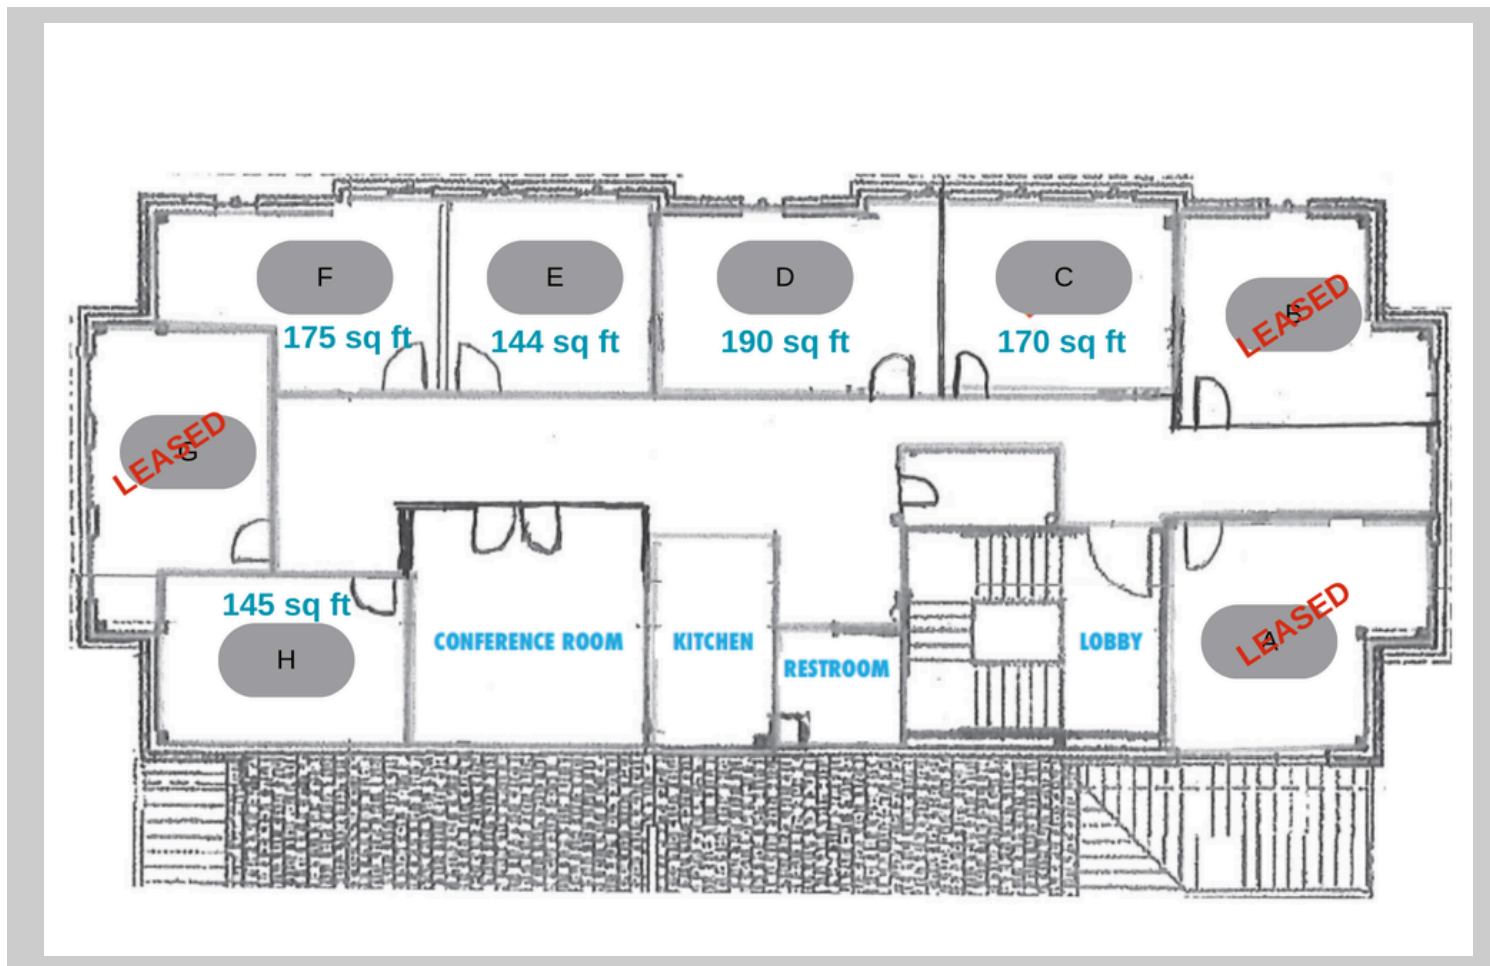 F
E
D
C
B
LEASED
175 sq ft
144 sq ft
190 sq ft
170 sq ft
G
LEASED
145 sq ft
H
CONFERENCE ROOM
KITCHEN
RESTROOM
LOBBY
A
LEASED